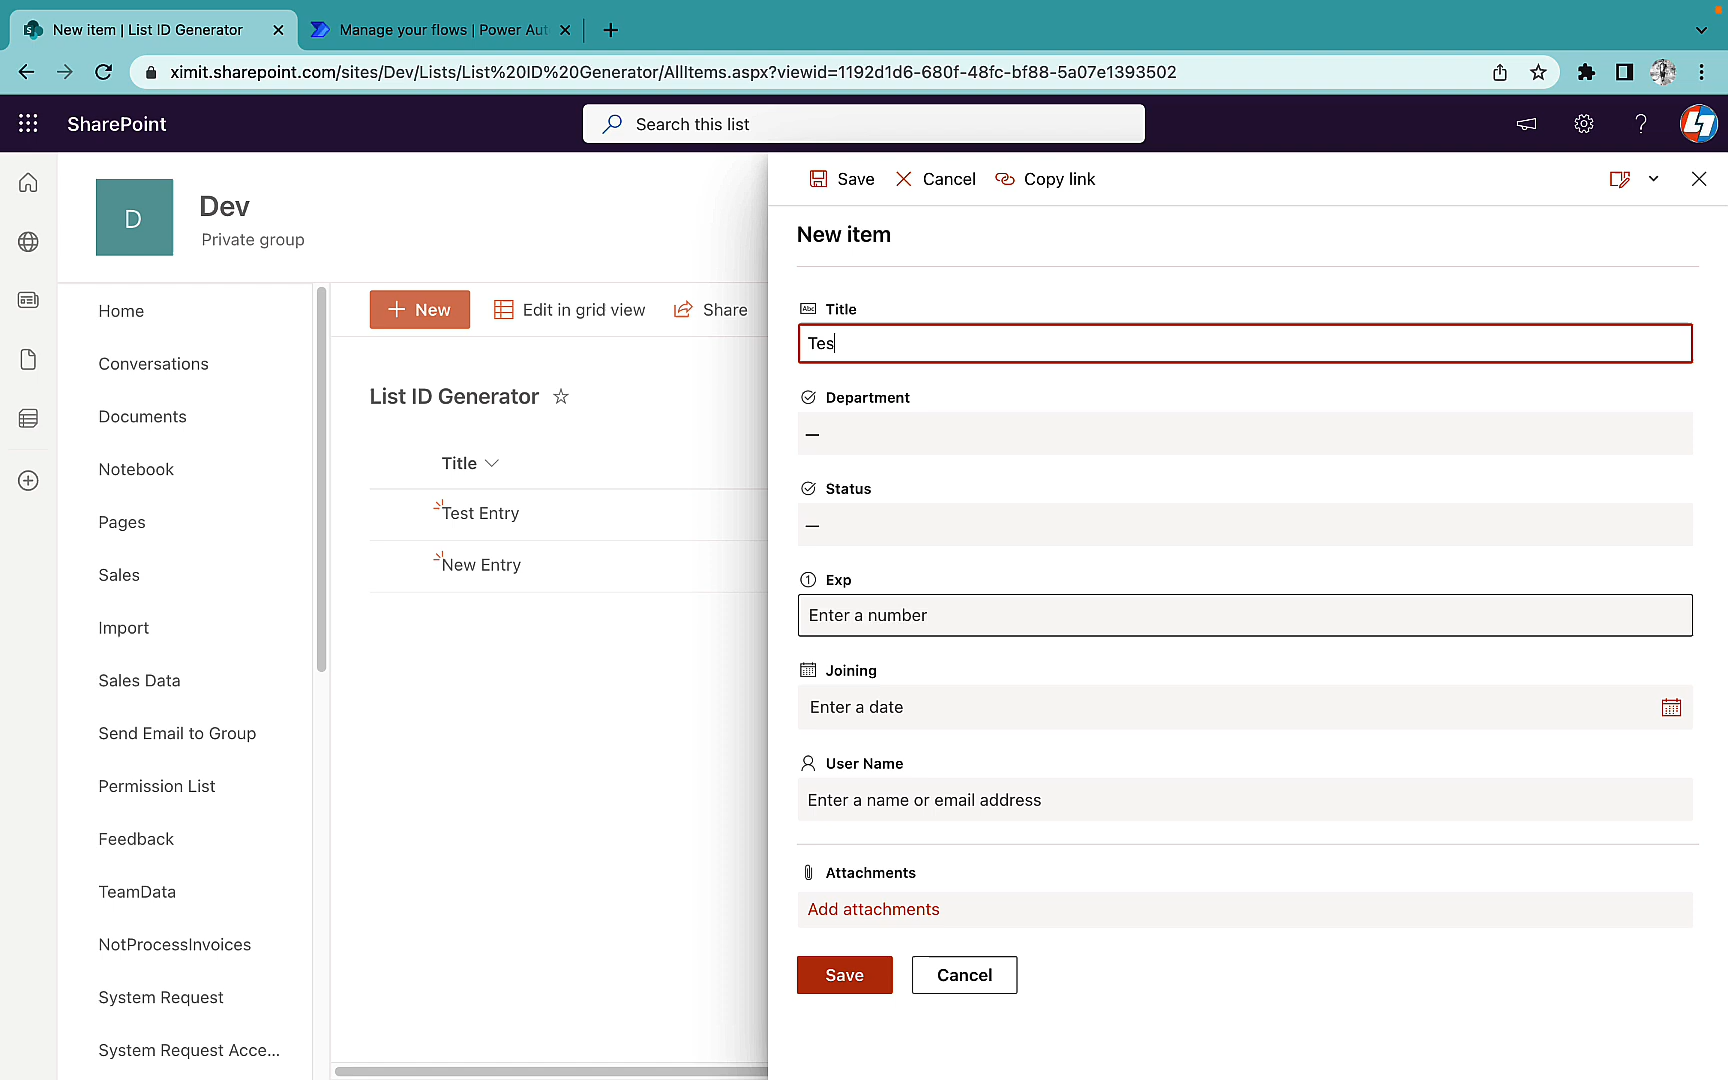 New item | List ID Generator
Manage your flows | Power Aut
ximit.sharepoint.com/sites/Dev/Lists/List%20ID%20Generator/AllItems.aspx?viewid=1192d1d6-680f-48fc-bf88-5a07e1393502
SharePoint
Search this list
D
Dev
Private group
Home
Conversations
Documents
Notebook
Pages
Sales
Import
Sales Data
Send Email to Group
Permission List
Feedback
TeamData
NotProcessInvoices
System Request
System Request Acce...
New
Edit in grid view
Share
List ID Generator
Title
Test Entry
New Entry
Save
Cancel
Copy link
New item
Abc Title
Tes
Department
—
Status
—
1 Exp
Enter a number
Joining
Enter a date
User Name
Enter a name or email address
Attachments
Add attachments
Save
Cancel